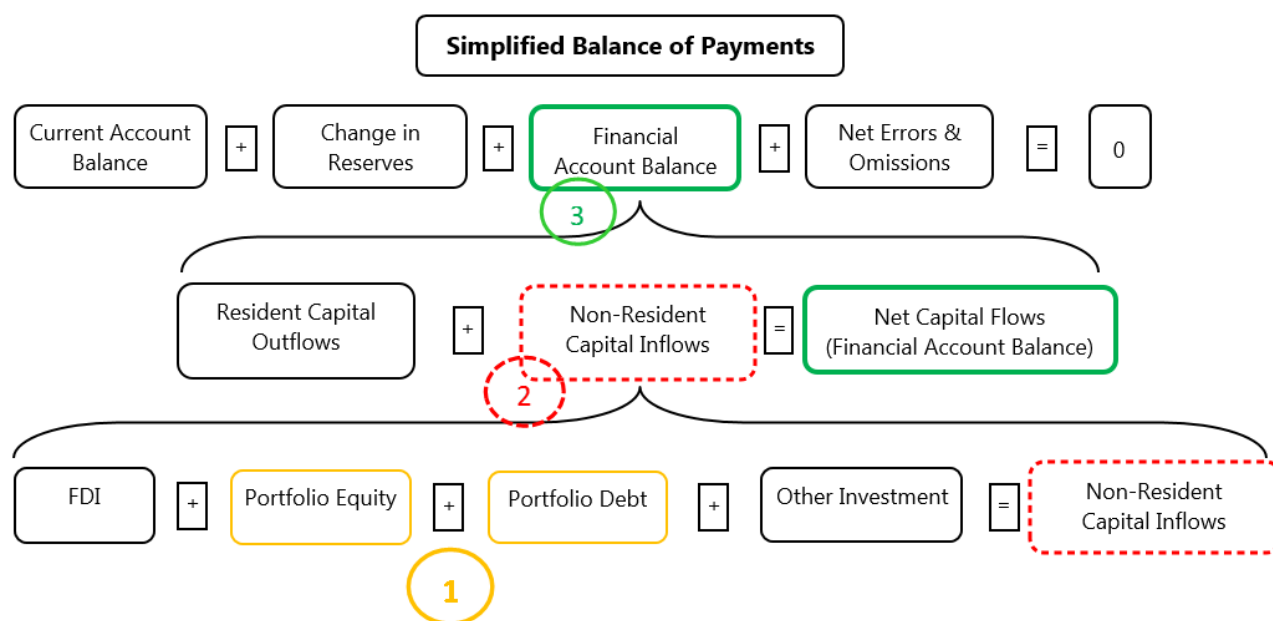 Simplified Balance of Payments
Current Account
Balance
+
Change in
Reserves
+
Financial
Account Balance
+
Net Errors &
Omissions
=
0
3
Resident Capital
Outflows
+
Non-Resident
Capital Inflows
=
Net Capital Flows
(Financial Account Balance)
2
FDI
+
Portfolio Equity
+
Portfolio Debt
+
Other Investment
=
Non-Resident
Capital Inflows
1